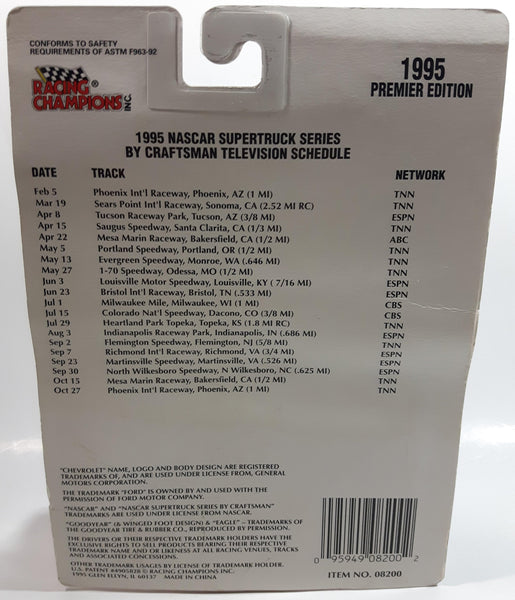 CONFORMS TO SAFETY
REQUIREMENTS OF ASTM F963-92
RACING
CHAMPIONS INC.
1995
PREMIER EDITION
1995 NASCAR SUPERTRUCK SERIES
BY CRAFTSMAN TELEVISION SCHEDULE
DATE TRACK NETWORK
Feb 5 Phoenix Int'l Raceway, Phoenix, AZ (1 MI) TNN
Mar 19 Sears Point Int'l Raceway, Sonoma, CA (2.52 MI RC) TNN
Apr 8 Tucson Raceway Park, Tucson, AZ (3/8 MI) ESPN
Apr 15 Saugus Speedway, Santa Clarita, CA (1/3 MI) TNN
Apr 22 Mesa Marin Raceway, Bakersfield, CA (1/2 MI) ABC
May 5 Portland Speedway, Portland, OR (1/2 MI) TNN
May 13 Evergreen Speedway, Monroe, WA (.646 MI) TNN
May 27 1-70 Speedway, Odessa, MO (1/2 MI) TNN
Jun 3 Louisville Motor Speedway, Louisville, KY ( 7/16 MI) ESPN
Jun 23 Bristol Int'l Raceway, Bristol, TN (.533 MI) ESPN
Jul 1 Milwaukee Mile, Milwaukee, WI (1 MI) CBS
Jul 15 Colorado Nat'l Speedway, Dacono, CO (3/8 MI) CBS
Jul 29 Heartland Park Topeka, Topeka, KS (1.8 MI RC) TNN
Aug 3 Indianapolis Raceway Park, Indianapolis, IN (.686 MI) ESPN
Sep 2 Flemington Speedway, Flemington, NJ (5/8 MI) TNN
Sep 7 Richmond Int'l Raceway, Richmond, VA (3/4 MI) ESPN
Sep 23 Martinsville Speedway, Martinsville, VA (.526 MI) ESPN
Sep 30 North Wilkesboro Speedway, N Wilkesboro, NC (.625 MI) ESPN
Oct 15 Mesa Marin Raceway, Bakersfield, CA (1/2 MI) TNN
Oct 27 Phoenix Int'l Raceway, Phoenix, AZ (1 MI) TNN
"CHEVROLET" NAME, LOGO AND BODY DESIGN ARE REGISTERED
TRADEMARKS OF, AND ARE USED UNDER LICENSE FROM, GENERAL
MOTORS CORPORATION.
THE TRADEMARK "FORD" IS OWNED BY AND USED WITH THE
PERMISSION OF FORD MOTOR COMPANY.
"NASCAR" AND "NASCAR SUPERTRUCK SERIES BY CRAFTSMAN"
TRADEMARKS ARE USED UNDER LICENSE FROM NASCAR.
"GOODYEAR" (& WINGED FOOT DESIGN) & "EAGLE" - TRADEMARKS OF
THE GOODYEAR TIRE & RUBBER CO., REPRODUCED BY PERMISSION.
THE DRIVERS OR THEIR RESPECTIVE TRADEMARK HOLDERS HAVE THE
EXCLUSIVE RIGHTS TO SELL PRODUCTS BEARING THEIR RESPECTIVE
TRADEMARK NAME AND OR LIKENESS AT ALL RACING VENUES, TRACKS
AND ASSOCIATED CONCESSIONS.
OTHER TRADEMARK USAGES BY LICENSE OF TRADEMARK HOLDER.
U.S. PATENT #4905828 © RACING CHAMPIONS INC.
1995 GLEN ELLYN, IL 60137 MADE IN CHINA
0 95949 08200 2
ITEM NO. 08200